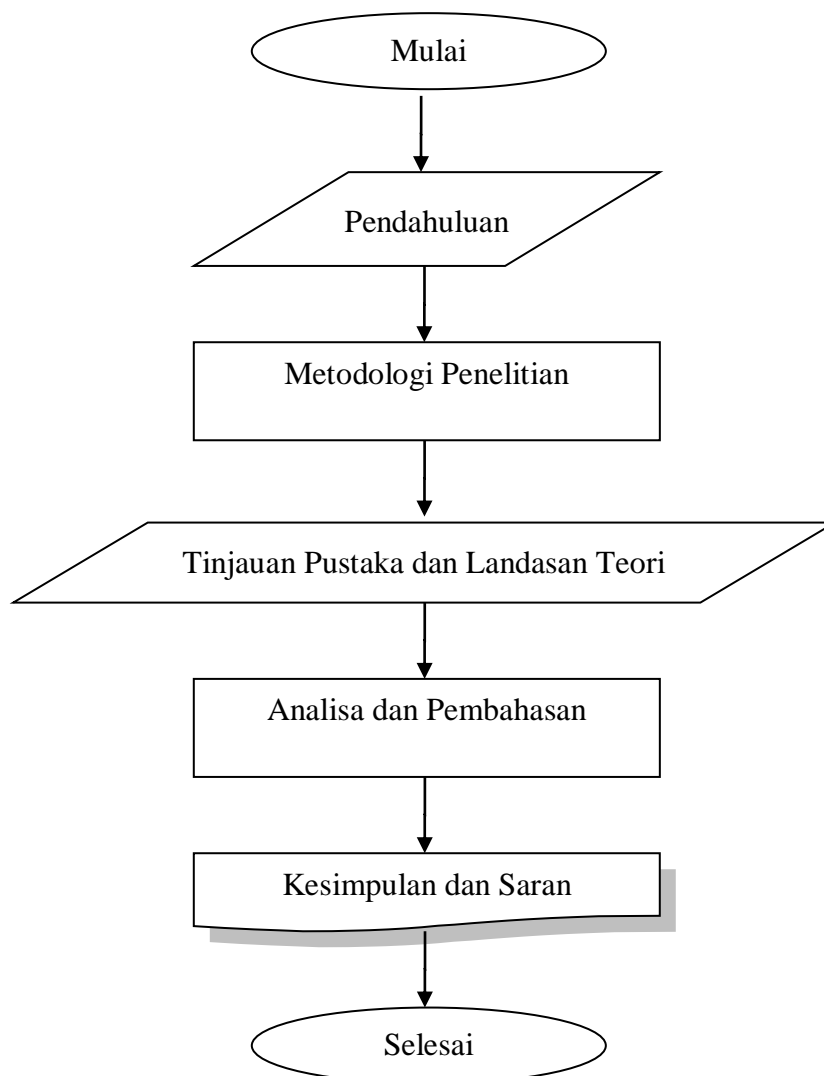 Mulai
Pendahuluan
Metodologi Penelitian
Tinjauan Pustaka dan Landasan Teori
Analisa dan Pembahasan
Kesimpulan dan Saran
Selesai